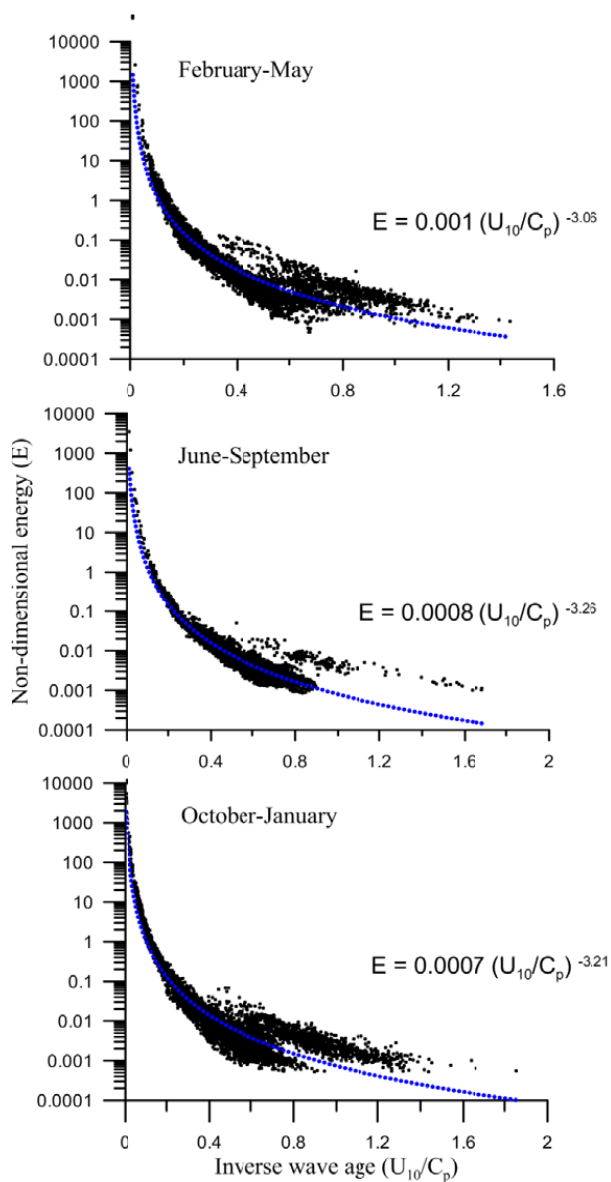 10000
1000
100
10
1
0.1
0.01
0.001
0.0001
February-May
E = 0.001 (U10/Cp) -3.06
0 0.4 0.8 1.2 1.6
Non-dimensional energy (E)
10000
1000
100
10
1
0.1
0.01
0.001
0.0001
June-September
E = 0.0008 (U10/Cp) -3.26
0 0.4 0.8 1.2 1.6 2
10000
1000
100
10
1
0.1
0.01
0.001
0.0001
October-January
E = 0.0007 (U10/Cp) -3.21
0 0.4 0.8 1.2 1.6 2
Inverse wave age (U10/Cp)